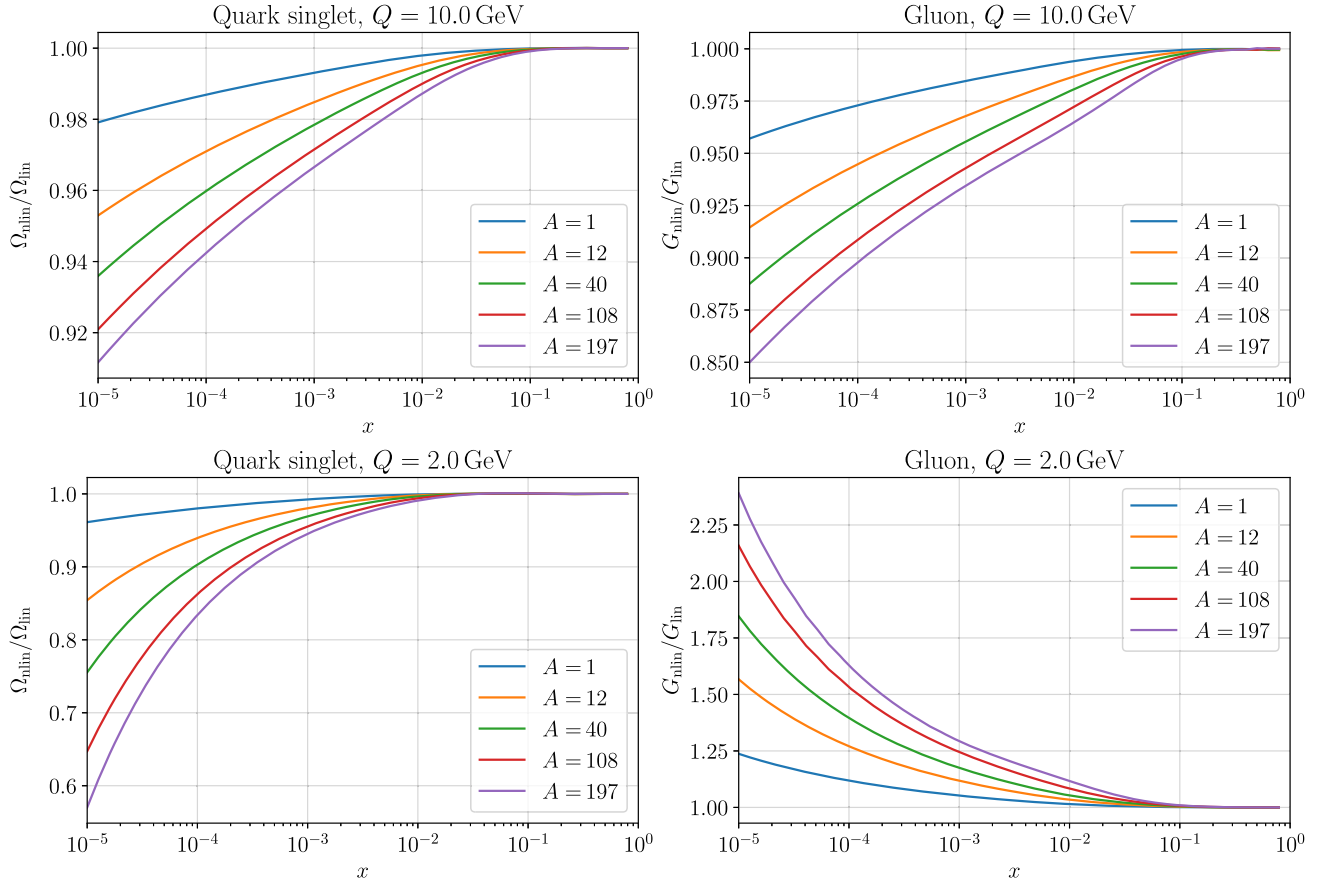 Quark singlet, Q = 10.0 GeV
Ω_nlin/Ω_lin
1.00
0.98
0.96
0.94
0.92
10^−5
10^−4
10^−3
10^−2
10^−1
10^0
x
A = 1
A = 12
A = 40
A = 108
A = 197
Gluon, Q = 10.0 GeV
G_nlin/G_lin
1.000
0.975
0.950
0.925
0.900
0.875
0.850
10^−5
10^−4
10^−3
10^−2
10^−1
10^0
x
A = 1
A = 12
A = 40
A = 108
A = 197
Quark singlet, Q = 2.0 GeV
Ω_nlin/Ω_lin
1.0
0.9
0.8
0.7
0.6
10^−5
10^−4
10^−3
10^−2
10^−1
10^0
x
A = 1
A = 12
A = 40
A = 108
A = 197
Gluon, Q = 2.0 GeV
G_nlin/G_lin
2.25
2.00
1.75
1.50
1.25
1.00
10^−5
10^−4
10^−3
10^−2
10^−1
10^0
x
A = 1
A = 12
A = 40
A = 108
A = 197